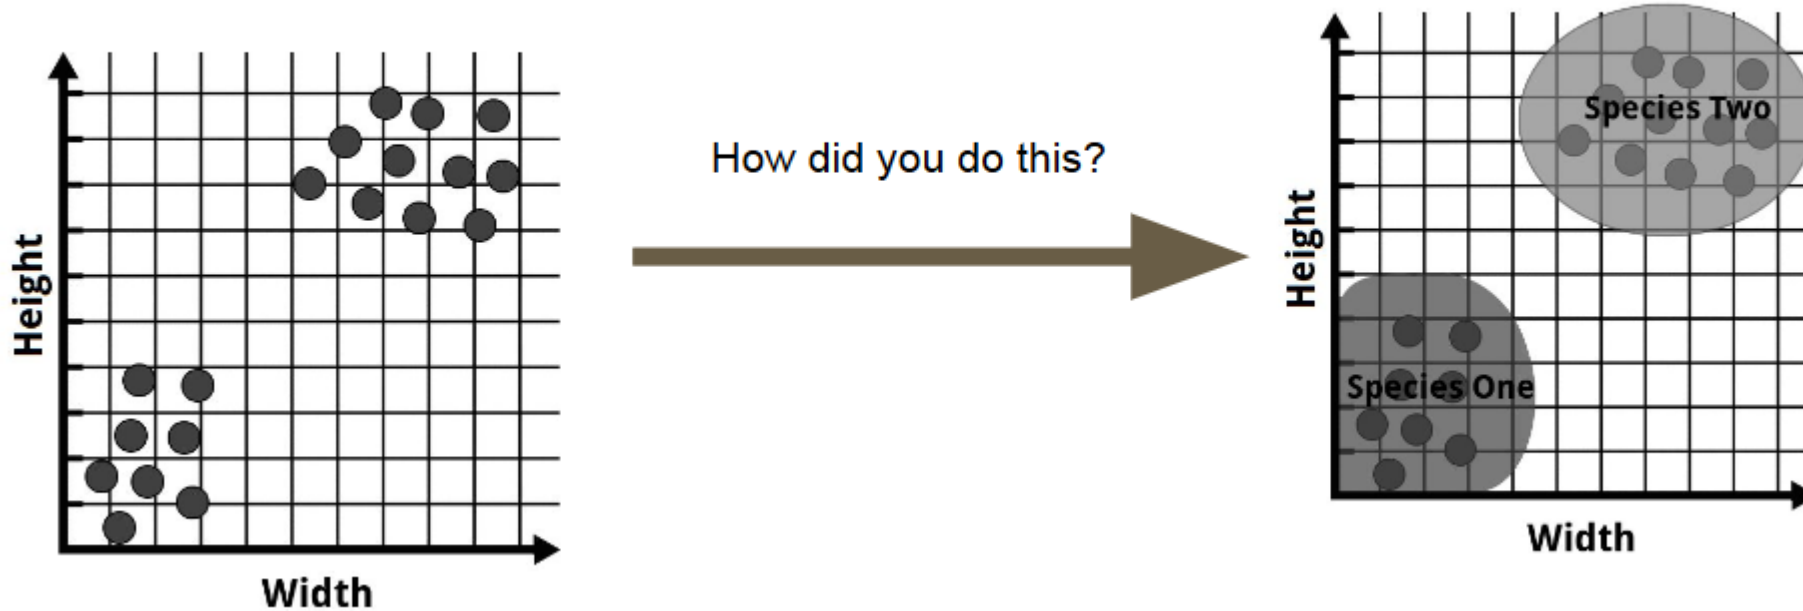 Height
Width
How did you do this?
Height
Species Two
Species One
Width